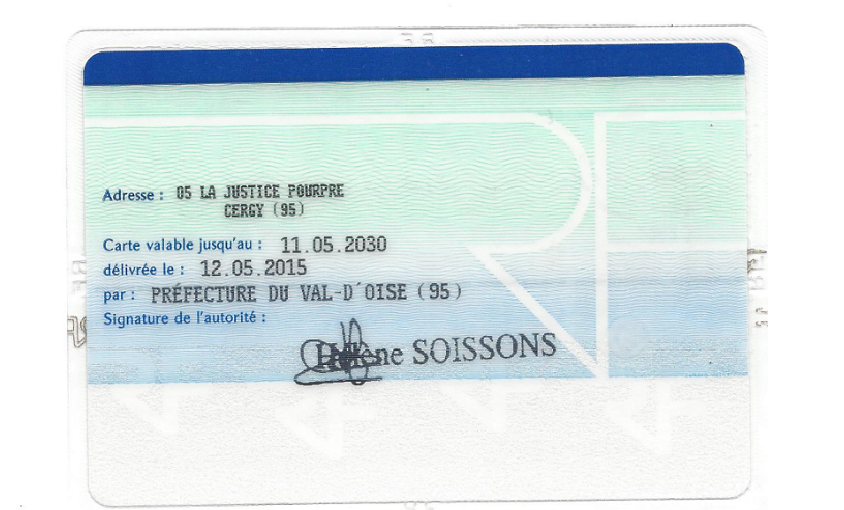 Adresse : 05 LA JUSTICE POURPRE
CERGY (95)
Carte valable jusqu'au : 11.05.2030
délivrée le : 12.05.2015
par : PRÉFECTURE DU VAL-D´OISE (95)
Signature de l'autorité :
Hélène SOISSONS